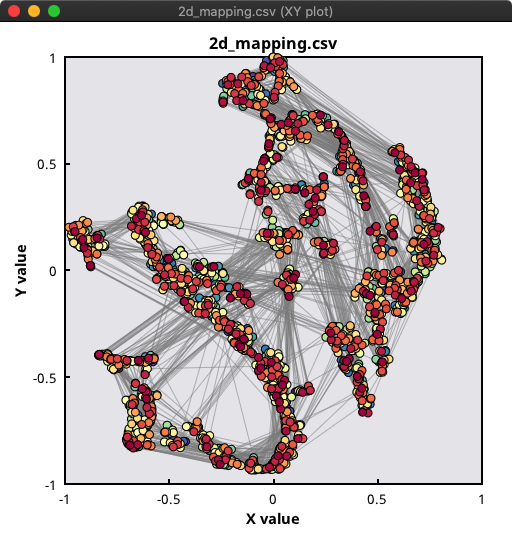 2d_mapping.csv (XY plot)
2d_mapping.csv
1
0.5
0
-0.5
-1
Y value
-1 -0.5 0 0.5 1
X value